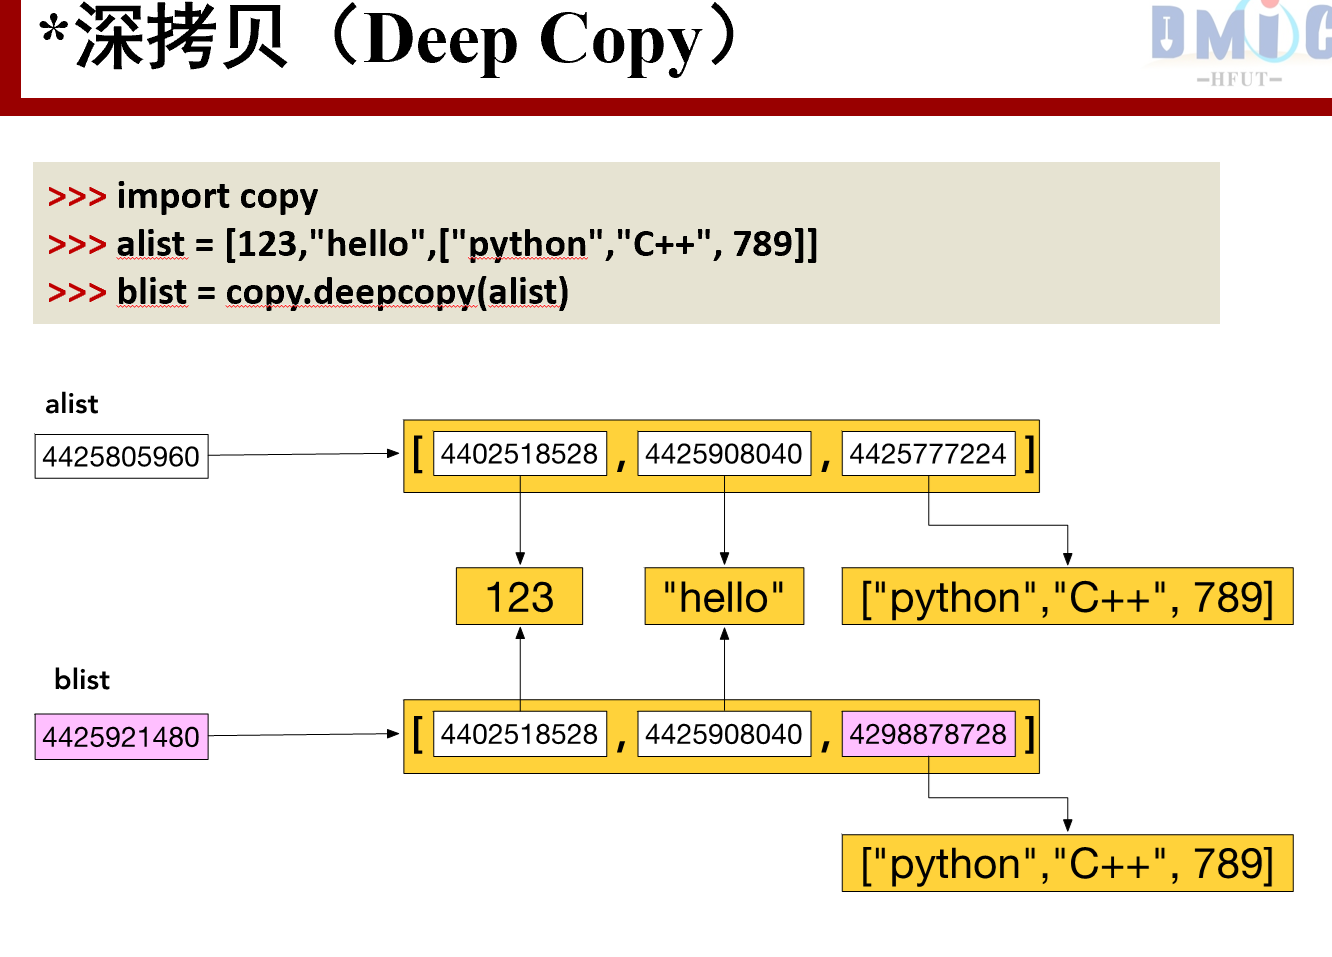 *深拷贝（Deep Copy）
DMiC
-HFUT-
>>> import copy
>>> alist = [123,"hello",["python","C++", 789]]
>>> blist = copy.deepcopy(alist)
alist
4425805960
[ 4402518528 , 4425908040 , 4425777224 ]
123 "hello" ["python","C++", 789]
blist
4425921480
[ 4402518528 , 4425908040 , 4298878728 ]
["python","C++", 789]